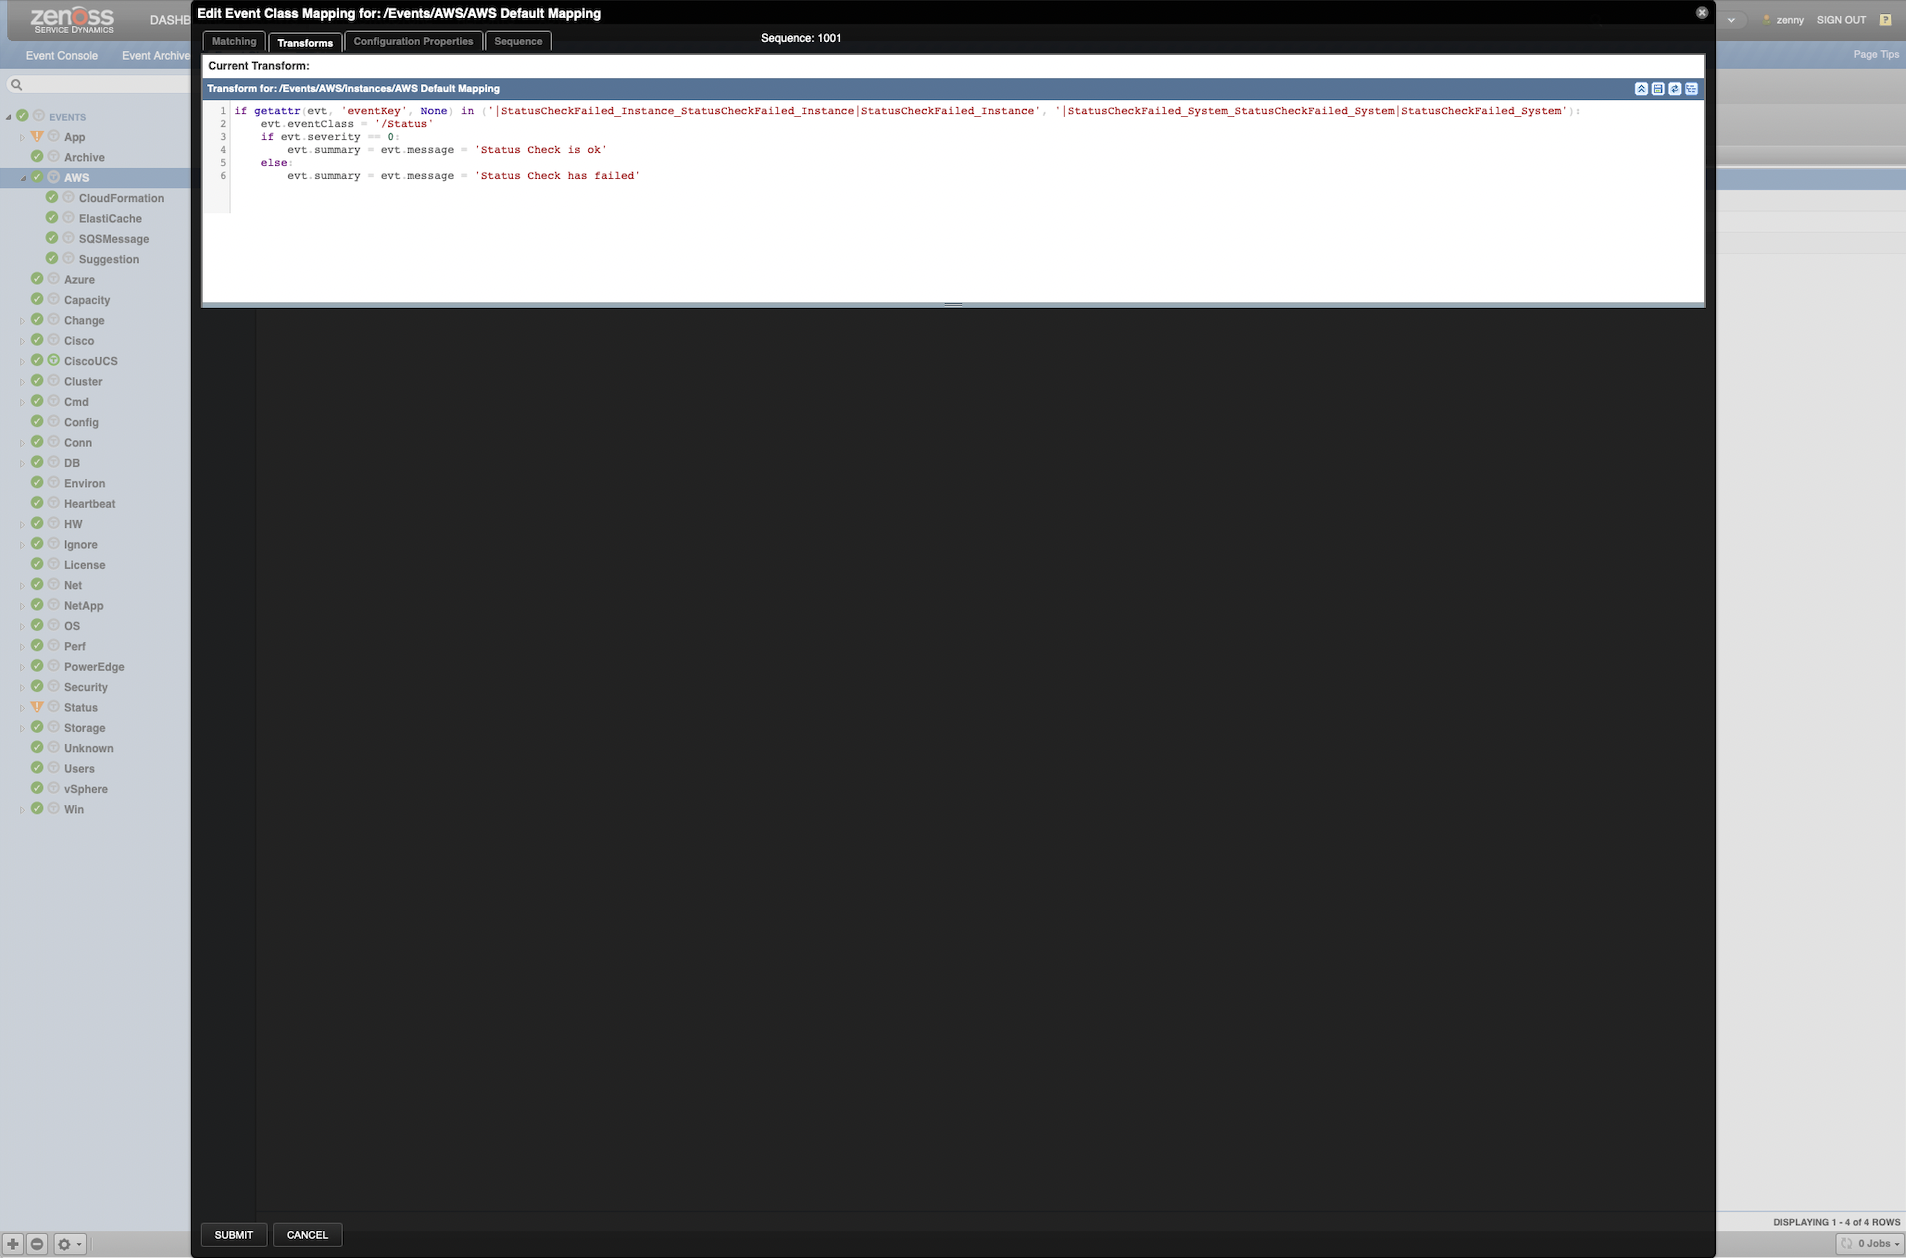 zenoss
SERVICE DYNAMICS
DASHB
Edit Event Class Mapping for: /Events/AWS/AWS Default Mapping
zenny
SIGN OUT
?
Matching
Transforms
Configuration Properties
Sequence
Sequence: 1001
Event Console
Event Archive
Page Tips
Current Transform:
Transform for: /Events/AWS/instances/AWS Default Mapping
1 if getattr(evt, 'eventKey', None) in ('|StatusCheckFailed_Instance_StatusCheckFailed_Instance|StatusCheckFailed_Instance', '|StatusCheckFailed_System_StatusCheckFailed_System|StatusCheckFailed_System'):
2 evt.eventClass = '/Status'
3 if evt.severity == 0:
4 evt.summary = evt.message = 'Status Check is ok'
5 else:
6 evt.summary = evt.message = 'Status Check has failed'
EVENTS
App
Archive
AWS
CloudFormation
ElastiCache
SQSMessage
Suggestion
Azure
Capacity
Change
Cisco
CiscoUCS
Cluster
Cmd
Config
Conn
DB
Environ
Heartbeat
HW
Ignore
License
Net
NetApp
OS
Perf
PowerEdge
Security
Status
Storage
Unknown
Users
vSphere
Win
SUBMIT
CANCEL
DISPLAYING 1 - 4 of 4 ROWS
0 Jobs